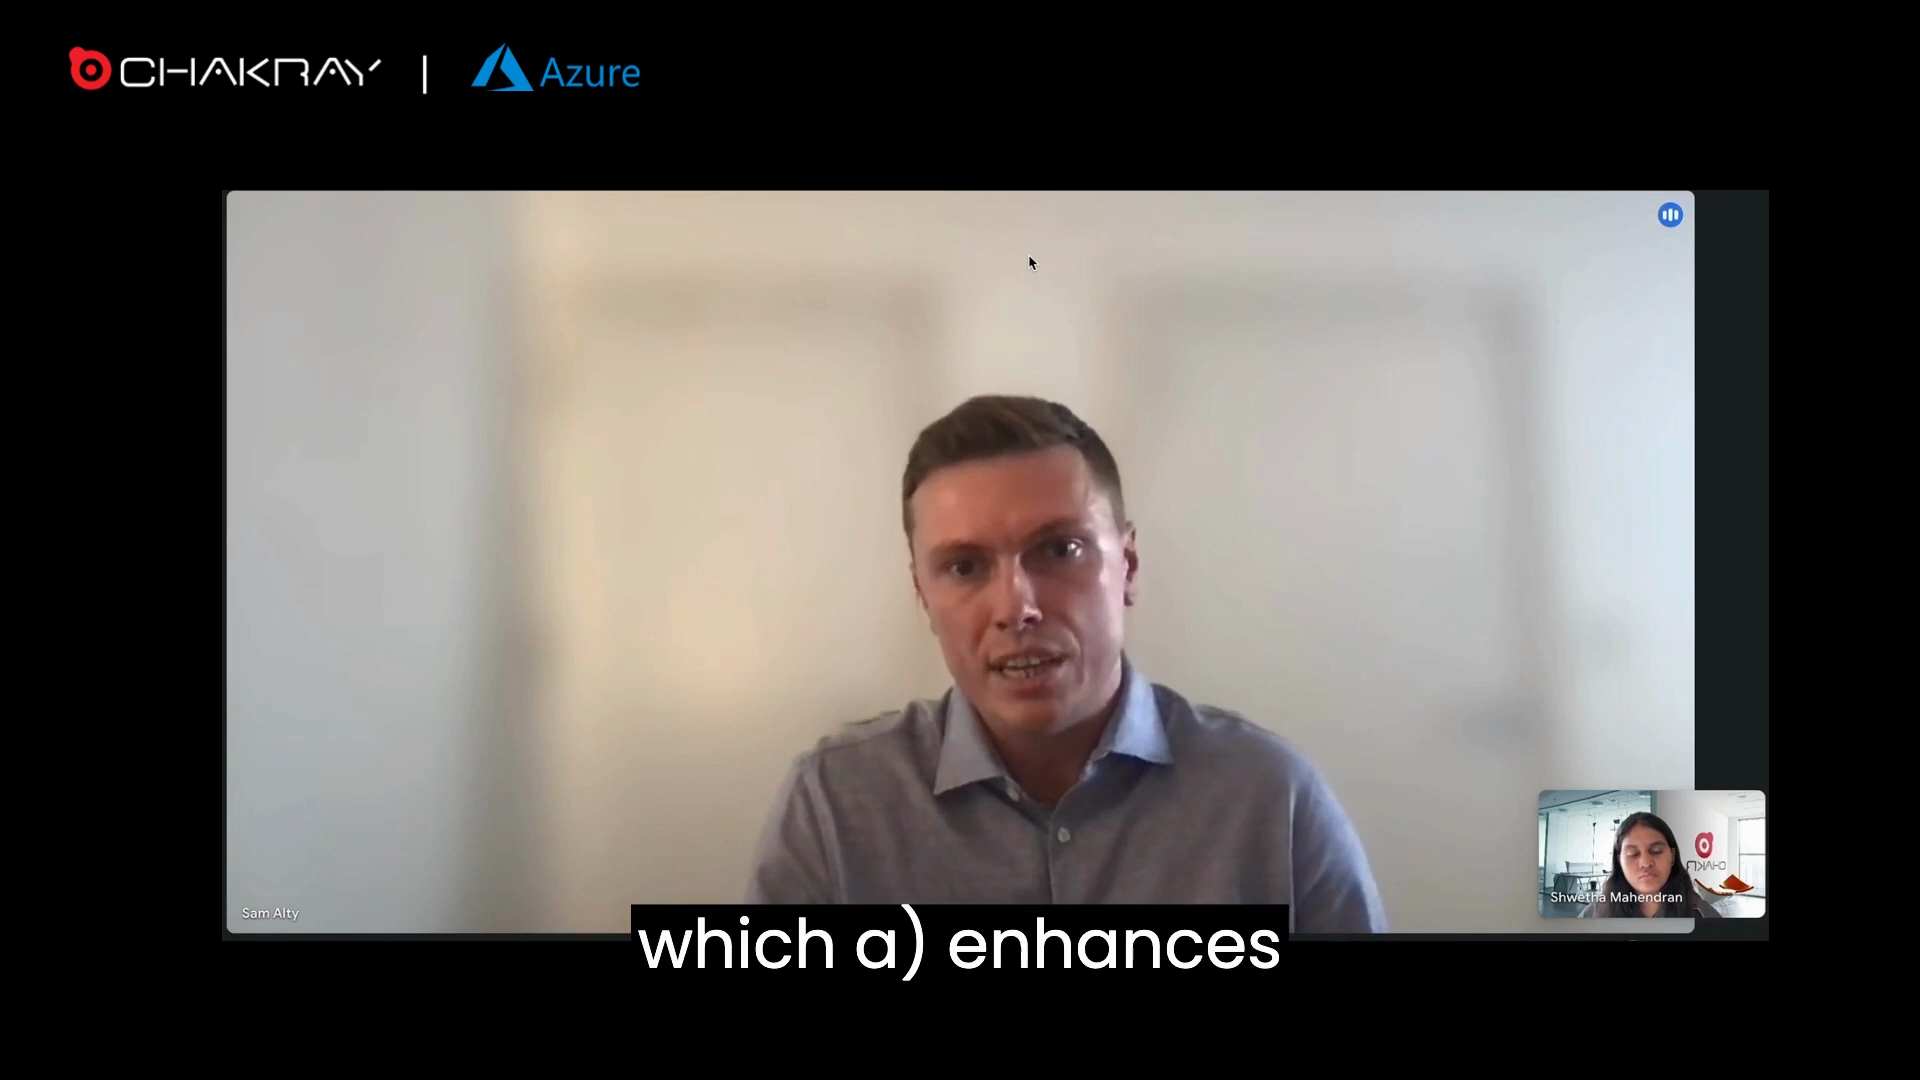 CHAKRAY | Azure
Sam Alty
Shwetha Mahendran
which a) enhances